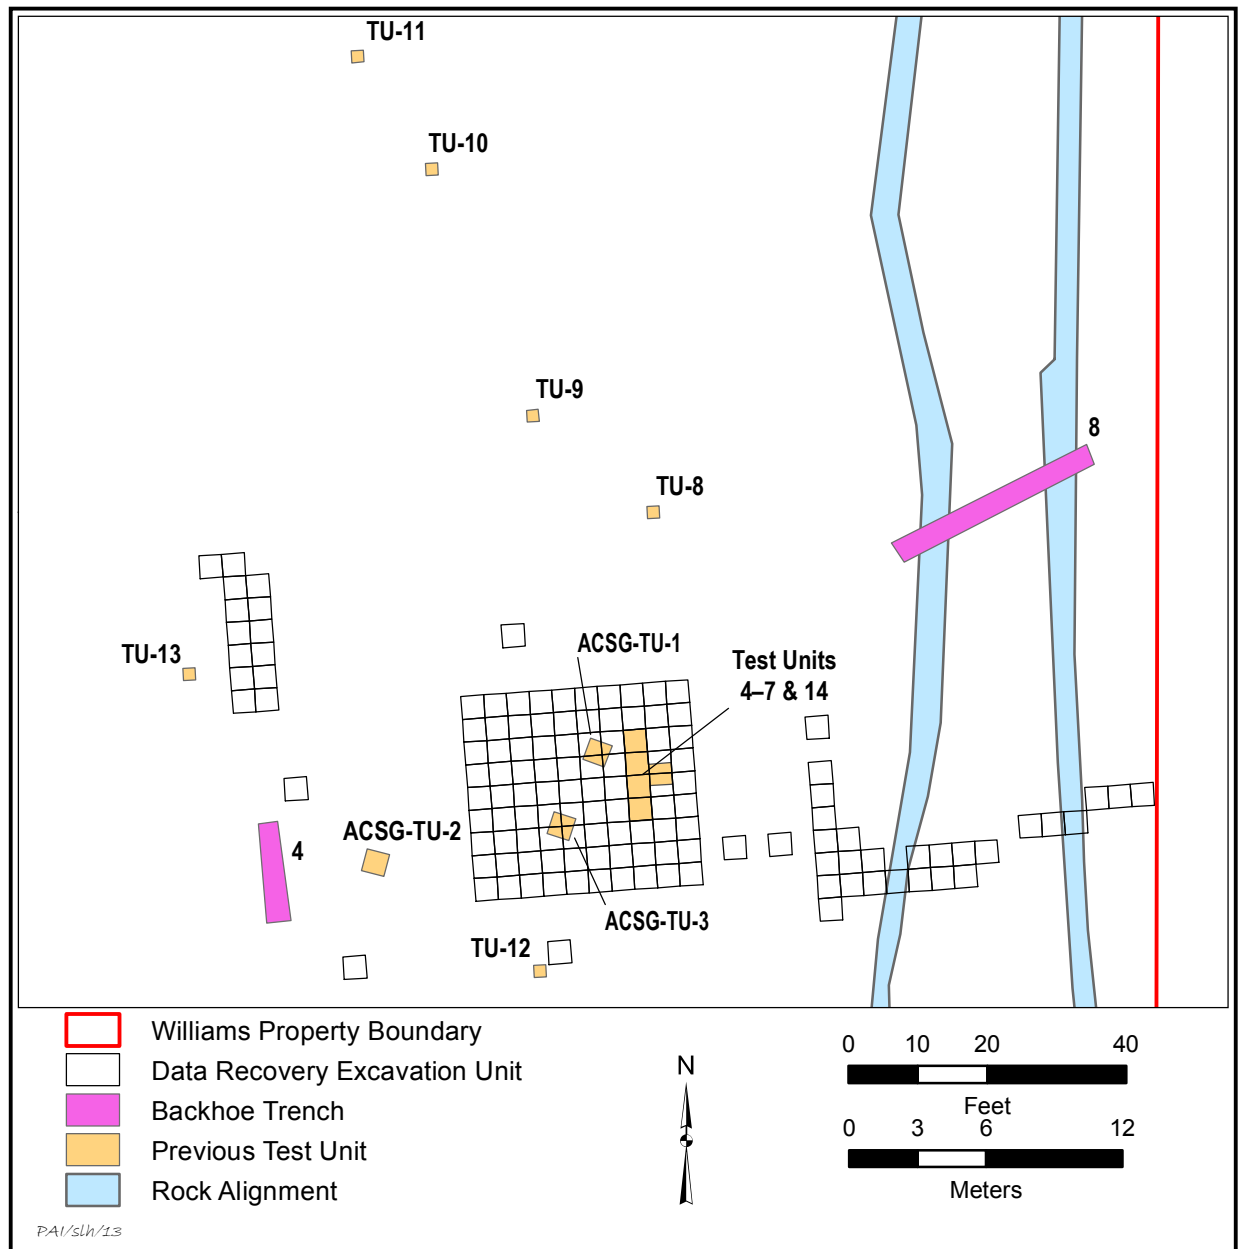 TU-11
TU-10
TU-9
8
TU-8
ACSG-TU-1
TU-13
Test Units
4–7 & 14
ACSG-TU-2
4
ACSG-TU-3
TU-12
Williams Property Boundary
Data Recovery Excavation Unit
Backhoe Trench
Previous Test Unit
Rock Alignment
N
0 10 20 40
Feet
0 3 6 12
Meters
PAI/slh/13